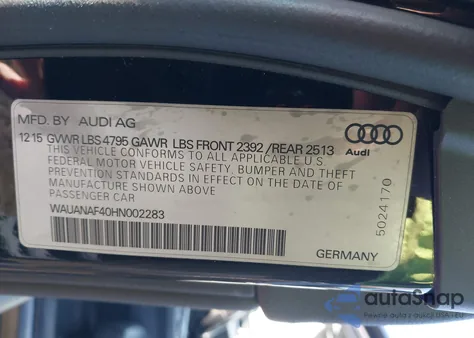 MFD. BY AUDI AG
12 15 GVWR LBS 4795 GAWR LBS FRONT 2392 /REAR 2513
THIS VEHICLE CONFORMS TO ALL APPLICABLE U.S.
FEDERAL MOTOR VEHICLE SAFETY, BUMPER AND THEFT
PREVENTION STANDARDS IN EFFECT ON THE DATE OF
MANUFACTURE SHOWN ABOVE
PASSENGER CAR
WAUANAF40HN002283
Audi
5024170
GERMANY
autoSnap